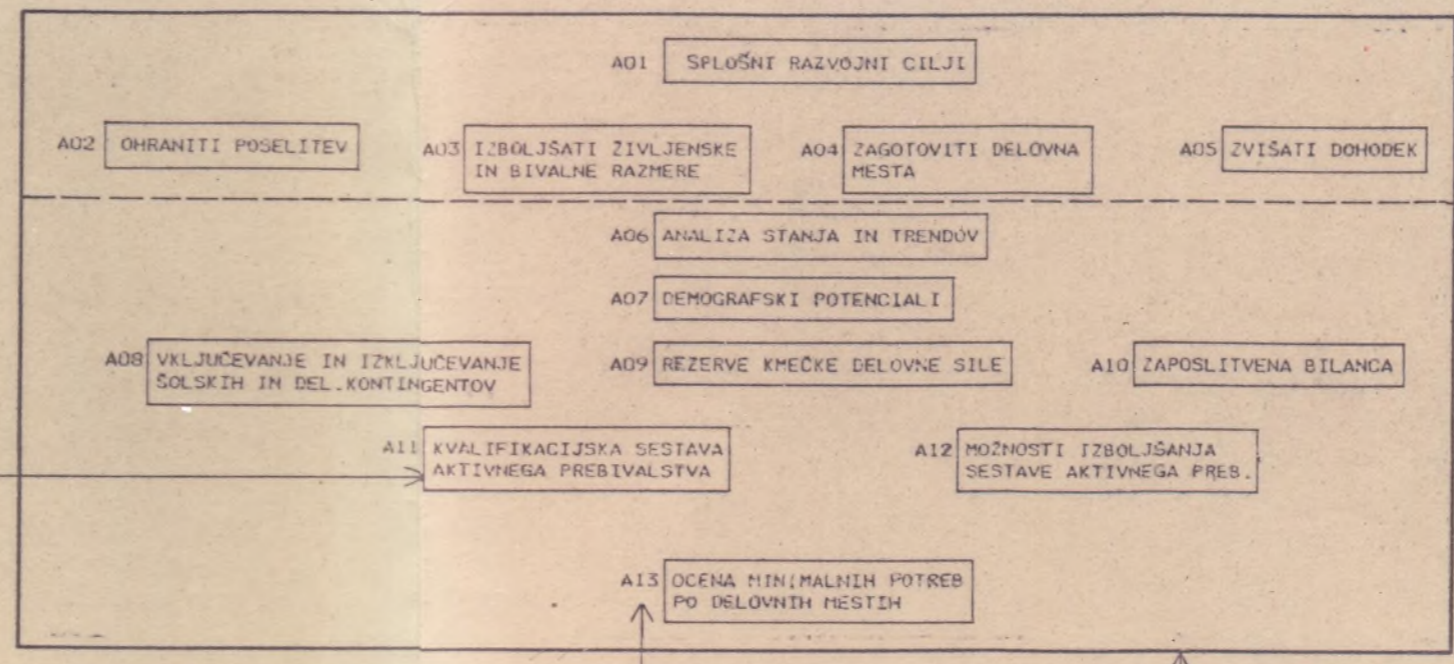 A01 SPLOŠNI RAZVOJNI CILJI
A02 OHRANITI POSELITEV
A03 IZBOLJŠATI ŽIVLJENSKE
IN BIVALNE RAZMERE
A04 ZAGOTOVITI DELOVNA
MESTA
A05 ZVIŠATI DOHODEK
A06 ANALIZA STANJA IN TRENDOV
A07 DEMOGRAFSKI POTENCIALI
A08 VKLJUČEVANJE IN IZKLJUČEVANJE
ŠOLSKIH IN DEL.KONTINGENTOV
A09 REZERVE KMEČKE DELOVNE SILE
A10 ZAPOSLITVENA BILANCA
A11 KVALIFIKACIJSKA SESTAVA
AKTIVNEGA PREBIVALSTVA
A12 MOŽNOSTI IZBOLJŠANJA
SESTAVE AKTIVNEGA PREB.
A13 OCENA MINIMALNIH POTREB
PO DELOVNIH MESTIH